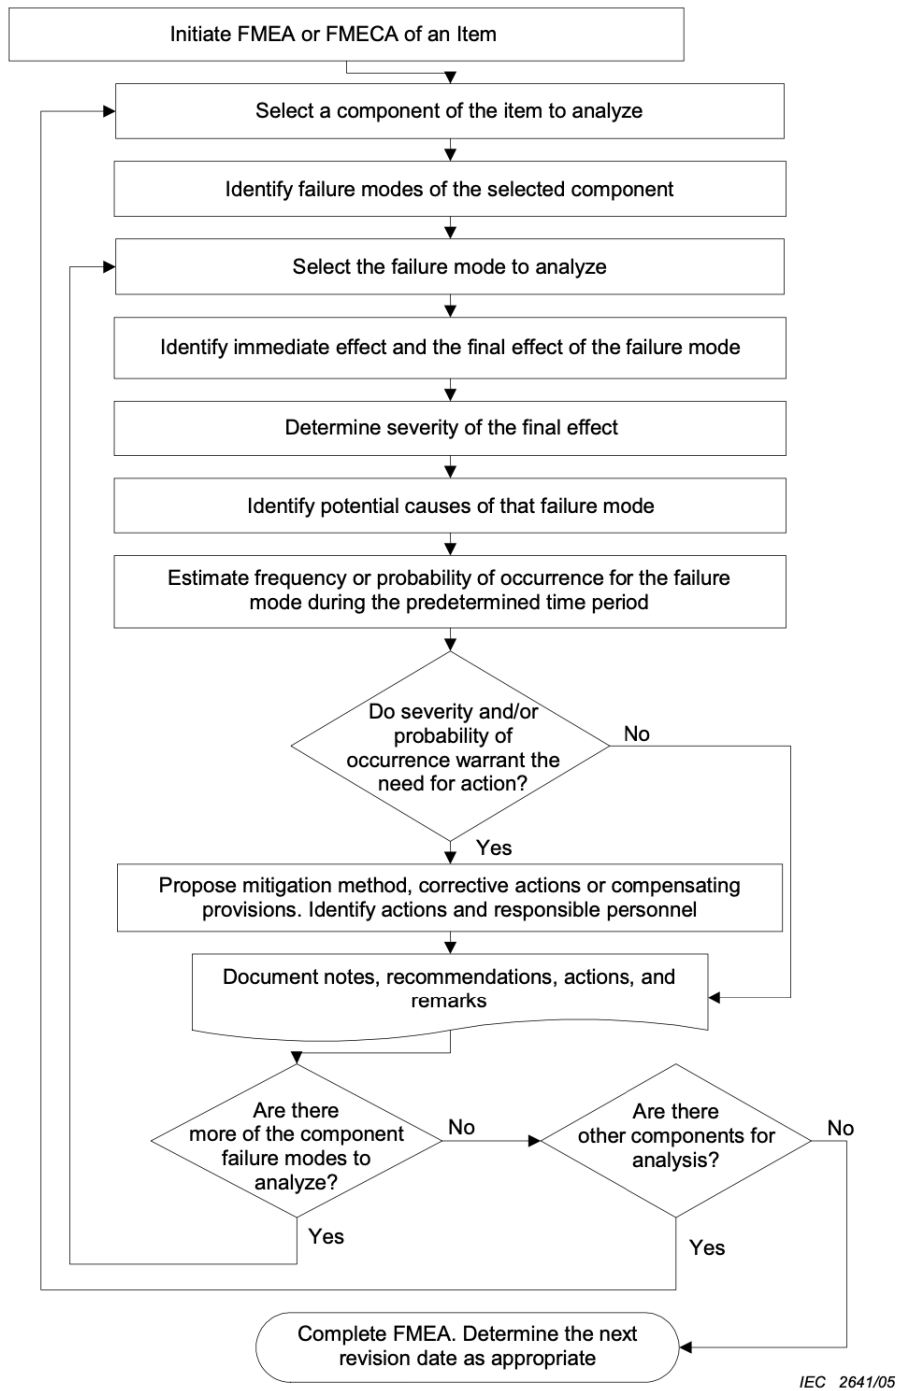 Initiate FMEA or FMECA of an Item
Select a component of the item to analyze
Identify failure modes of the selected component
Select the failure mode to analyze
Identify immediate effect and the final effect of the failure mode
Determine severity of the final effect
Identify potential causes of that failure mode
Estimate frequency or probability of occurrence for the failure
mode during the predetermined time period
Do severity and/or
probability of
occurrence warrant the
need for action?
No
Yes
Propose mitigation method, corrective actions or compensating
provisions. Identify actions and responsible personnel
Document notes, recommendations, actions, and
remarks
Are there
more of the component
failure modes to
analyze?
No
Yes
Are there
other components for
analysis?
No
Yes
Complete FMEA. Determine the next
revision date as appropriate
IEC 2641/05